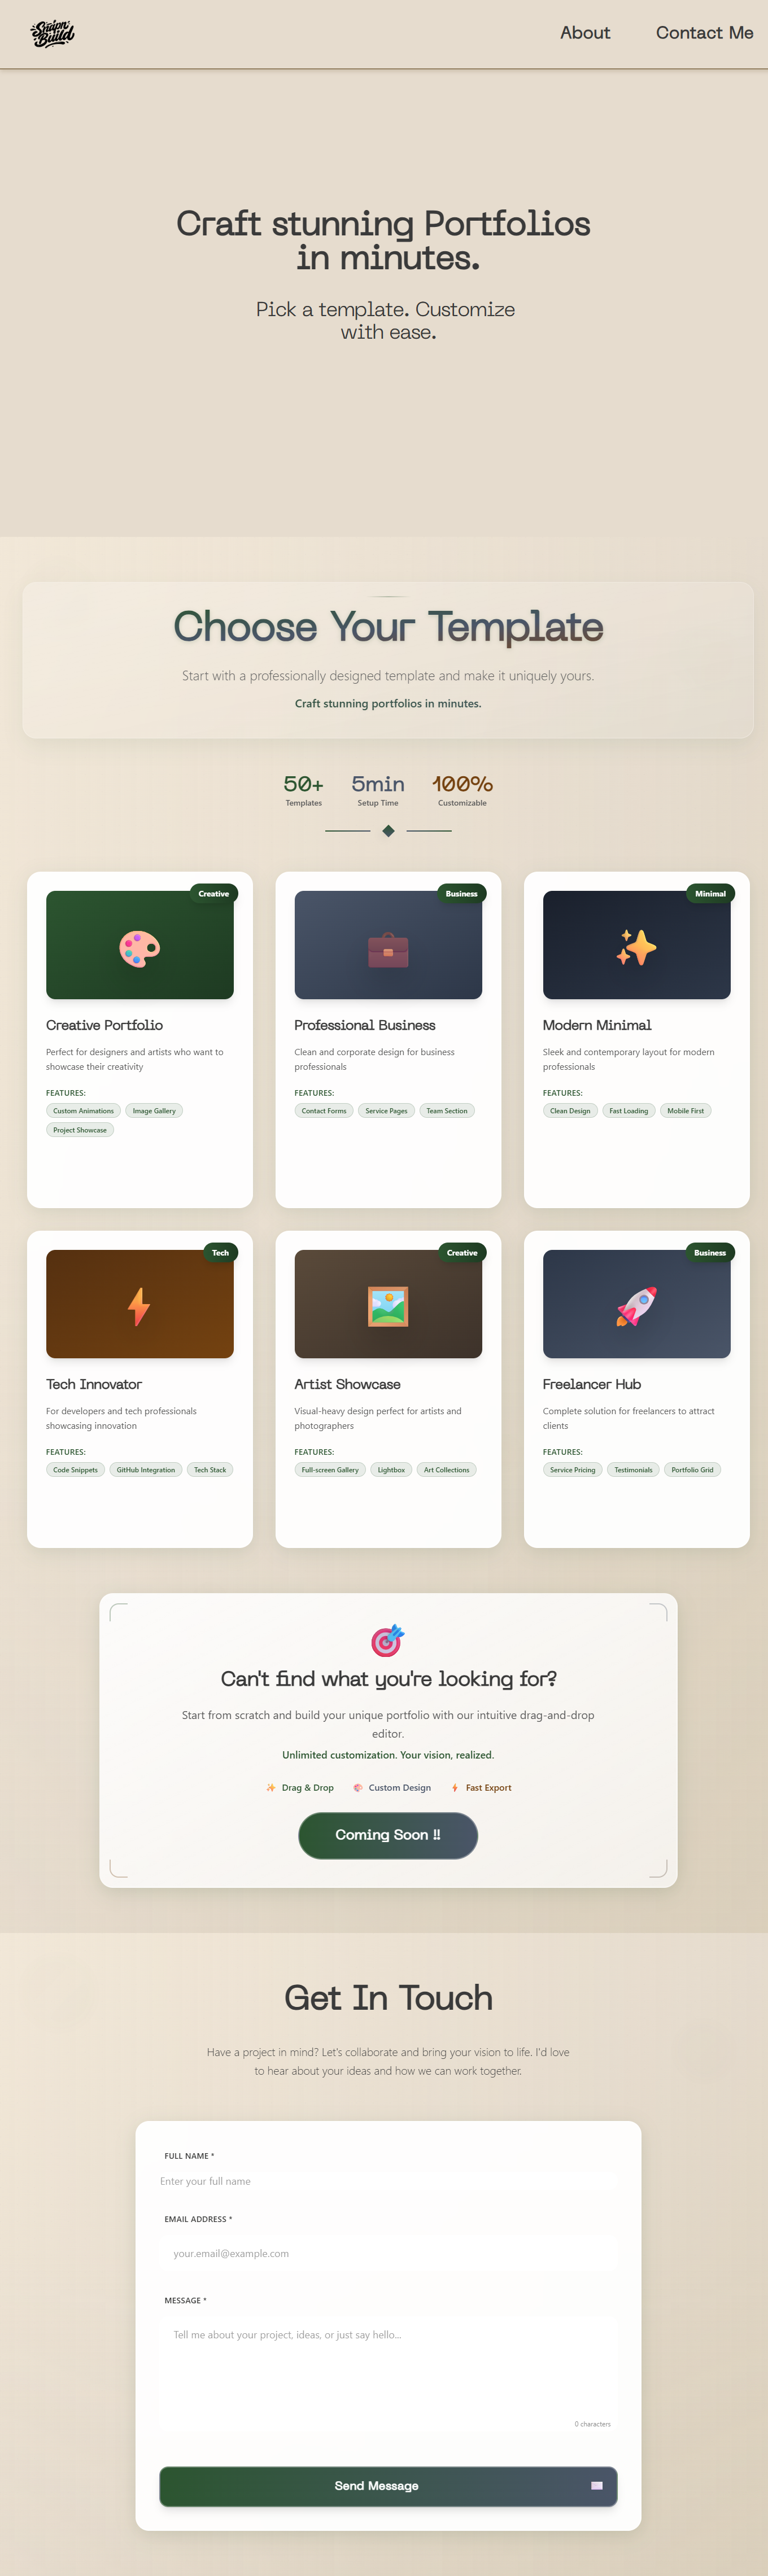 Snapn
Build
About
Contact Me
Craft stunning Portfolios
in minutes.
Pick a template. Customize
with ease.
Choose Your Template
Start with a professionally designed template and make it uniquely yours.
Craft stunning portfolios in minutes.
50+
Templates
5min
Setup Time
100%
Customizable
Creative
Creative Portfolio
Perfect for designers and artists who want to
showcase their creativity
FEATURES:
Custom Animations
Image Gallery
Project Showcase
Business
Professional Business
Clean and corporate design for business
professionals
FEATURES:
Contact Forms
Service Pages
Team Section
Minimal
Modern Minimal
Sleek and contemporary layout for modern
professionals
FEATURES:
Clean Design
Fast Loading
Mobile First
Tech
Tech Innovator
For developers and tech professionals
showcasing innovation
FEATURES:
Code Snippets
GitHub Integration
Tech Stack
Creative
Artist Showcase
Visual-heavy design perfect for artists and
photographers
FEATURES:
Full-screen Gallery
Lightbox
Art Collections
Business
Freelancer Hub
Complete solution for freelancers to attract
clients
FEATURES:
Service Pricing
Testimonials
Portfolio Grid
Can't find what you're looking for?
Start from scratch and build your unique portfolio with our intuitive drag-and-drop
editor.
Unlimited customization. Your vision, realized.
Drag & Drop
Custom Design
Fast Export
Coming Soon !!
Get In Touch
Have a project in mind? Let's collaborate and bring your vision to life. I'd love
to hear about your ideas and how we can work together.
FULL NAME *
Enter your full name
EMAIL ADDRESS *
your.email@example.com
MESSAGE *
Tell me about your project, ideas, or just say hello...
0 characters
Send Message